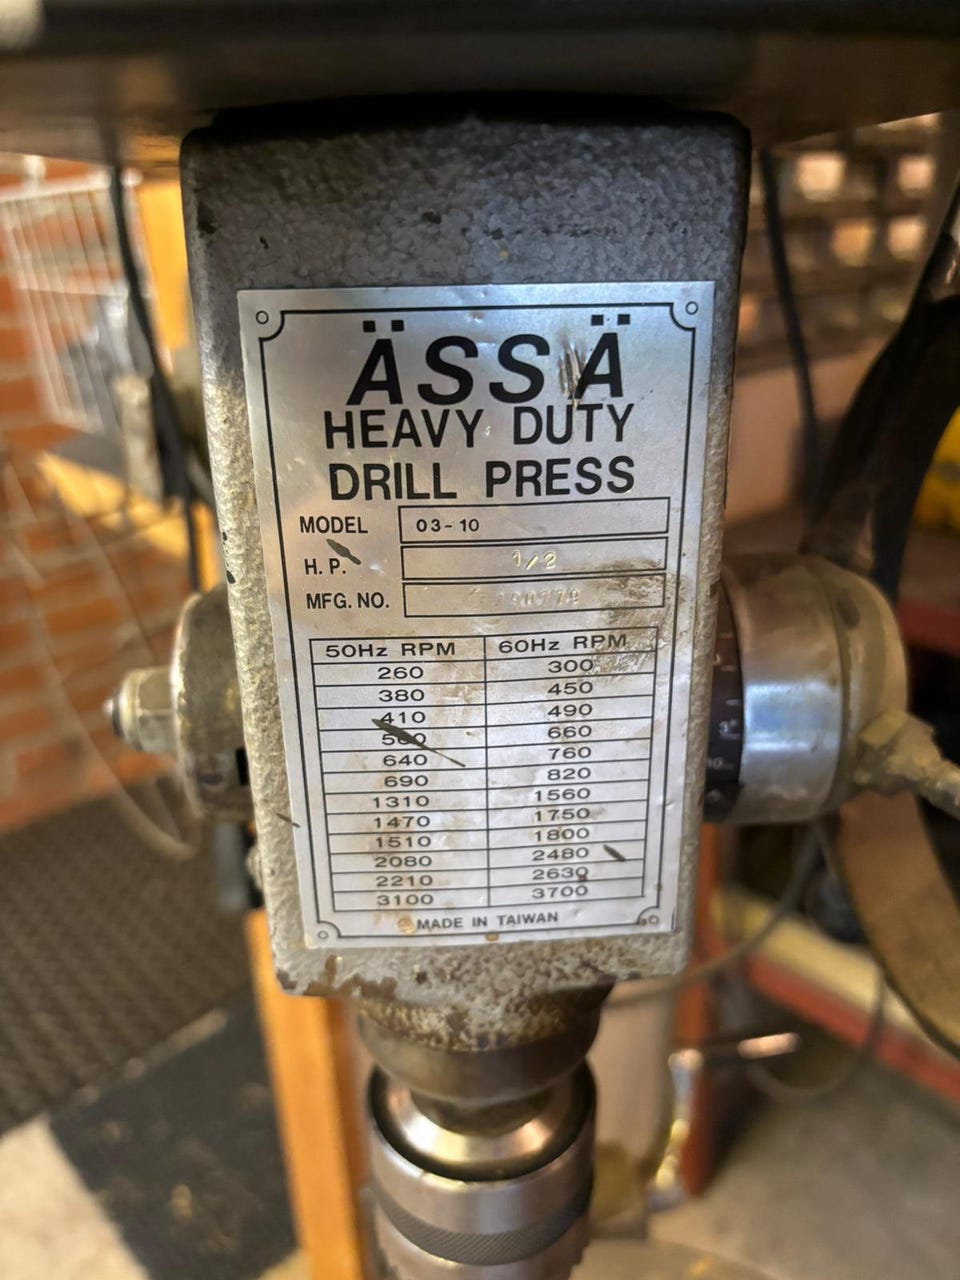 ÄSSÄ
HEAVY DUTY
DRILL PRESS
MODEL 03-10
H.P. 1/2
MFG. NO.
50Hz RPM 60Hz RPM
260 300
380 450
410 490
560 660
640 760
690 820
1310 1560
1470 1750
1510 1800
2080 2480
2210 2630
3100 3700
MADE IN TAIWAN
3"